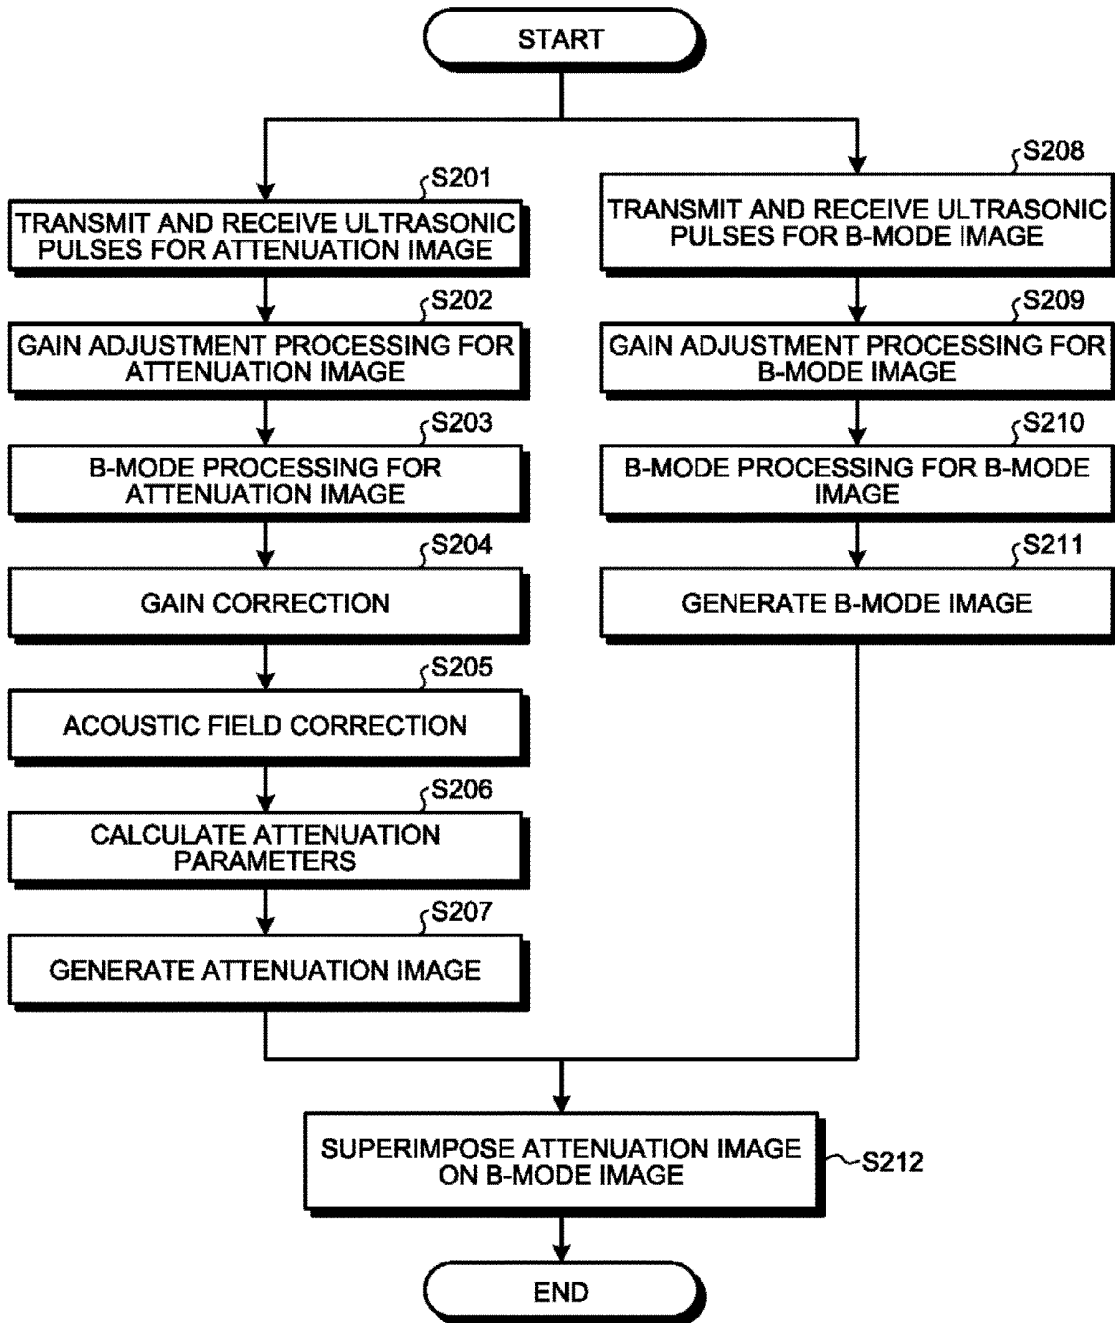 START
S201
TRANSMIT AND RECEIVE ULTRASONIC
PULSES FOR ATTENUATION IMAGE
S202
GAIN ADJUSTMENT PROCESSING FOR
ATTENUATION IMAGE
S203
B-MODE PROCESSING FOR
ATTENUATION IMAGE
S204
GAIN CORRECTION
S205
ACOUSTIC FIELD CORRECTION
S206
CALCULATE ATTENUATION
PARAMETERS
S207
GENERATE ATTENUATION IMAGE
S208
TRANSMIT AND RECEIVE ULTRASONIC
PULSES FOR B-MODE IMAGE
S209
GAIN ADJUSTMENT PROCESSING FOR
B-MODE IMAGE
S210
B-MODE PROCESSING FOR B-MODE
IMAGE
S211
GENERATE B-MODE IMAGE
SUPERIMPOSE ATTENUATION IMAGE
ON B-MODE IMAGE
S212
END